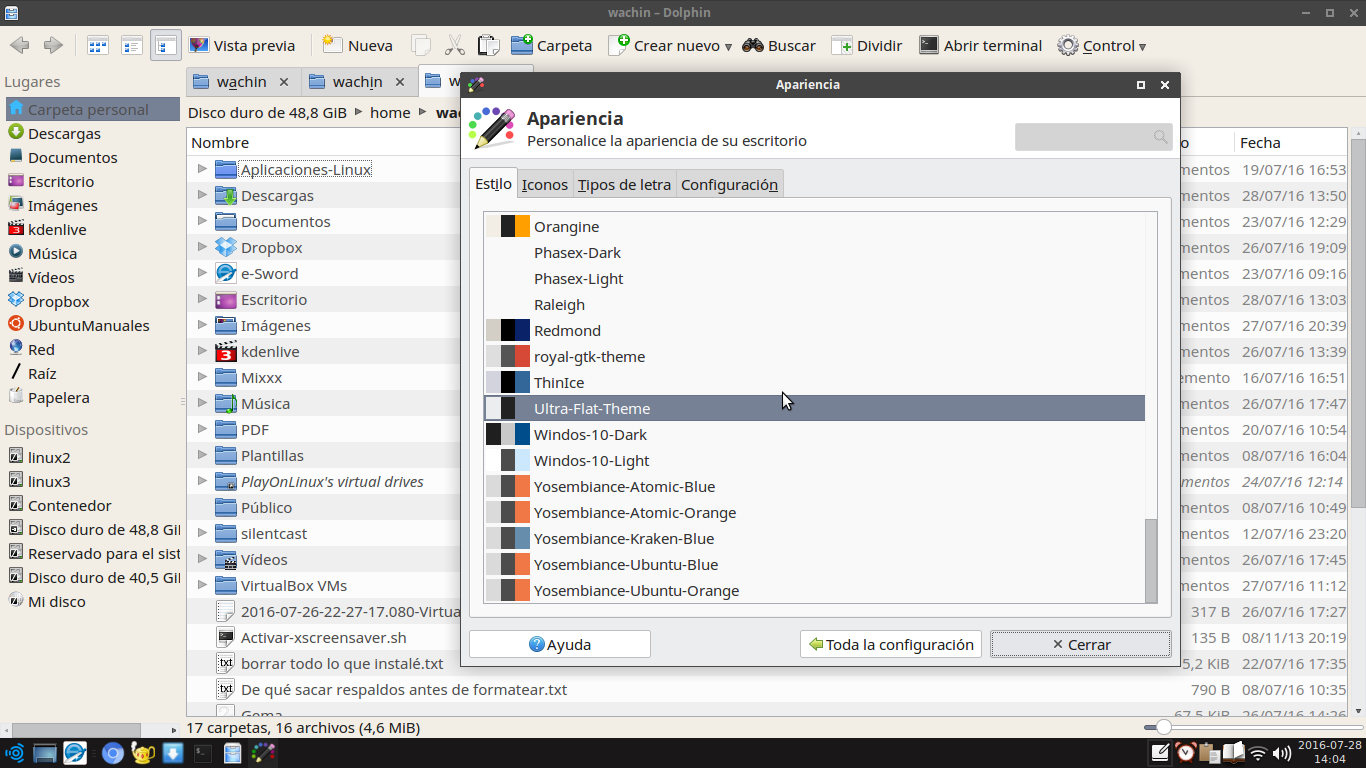 wachin – Dolphin
Vista previa
Nueva
Carpeta
Crear nuevo
Buscar
Dividir
Abrir terminal
Control
Lugares
Carpeta personal
Descargas
Documentos
Escritorio
Imágenes
kdenlive
Música
Vídeos
Dropbox
UbuntuManuales
Red
Raíz
Papelera
Dispositivos
linux2
linux3
Contenedor
Disco duro de 48,8 Gi
Reservado para el sist
Disco duro de 40,5 Gi
Mi disco
wachin
wachin
w
Disco duro de 48,8 GiB
home
wa
Nombre
Fecha
Aplicaciones-Linux
mentos 19/07/16 16:53
Descargas
mentos 28/07/16 13:50
Documentos
mentos 23/07/16 12:29
Dropbox
mentos 26/07/16 19:09
e-Sword
mentos 23/07/16 09:16
Escritorio
mentos 28/07/16 13:03
Imágenes
mentos 27/07/16 20:39
kdenlive
mentos 26/07/16 13:39
Mixxx
emento 16/07/16 16:51
Música
mentos 26/07/16 17:47
PDF
mentos 20/07/16 10:54
Plantillas
mentos 08/07/16 16:04
PlayOnLinux's virtual drives
mentos 24/07/16 12:14
Público
mentos 08/07/16 10:49
silentcast
mentos 12/07/16 23:20
Vídeos
mentos 26/07/16 17:45
VirtualBox VMs
mentos 27/07/16 11:12
2016-07-26-22-27-17.080-Virtua
317 B 26/07/16 17:27
Activar-xscreensaver.sh
135 B 08/11/13 20:19
borrar todo lo que instalé.txt
5,2 KiB 22/07/16 17:35
De qué sacar respaldos antes de formatear.txt
790 B 08/07/16 10:35
Gema
67,5 KiB 26/07/16 14:26
17 carpetas, 16 archivos (4,6 MiB)
Apariencia
Apariencia
Personalice la apariencia de su escritorio
Estilo
Iconos
Tipos de letra
Configuración
Orangine
Phasex-Dark
Phasex-Light
Raleigh
Redmond
royal-gtk-theme
ThinIce
Ultra-Flat-Theme
Windos-10-Dark
Windos-10-Light
Yosembiance-Atomic-Blue
Yosembiance-Atomic-Orange
Yosembiance-Kraken-Blue
Yosembiance-Ubuntu-Blue
Yosembiance-Ubuntu-Orange
Ayuda
Toda la configuración
Cerrar
2016-07-28
14:04